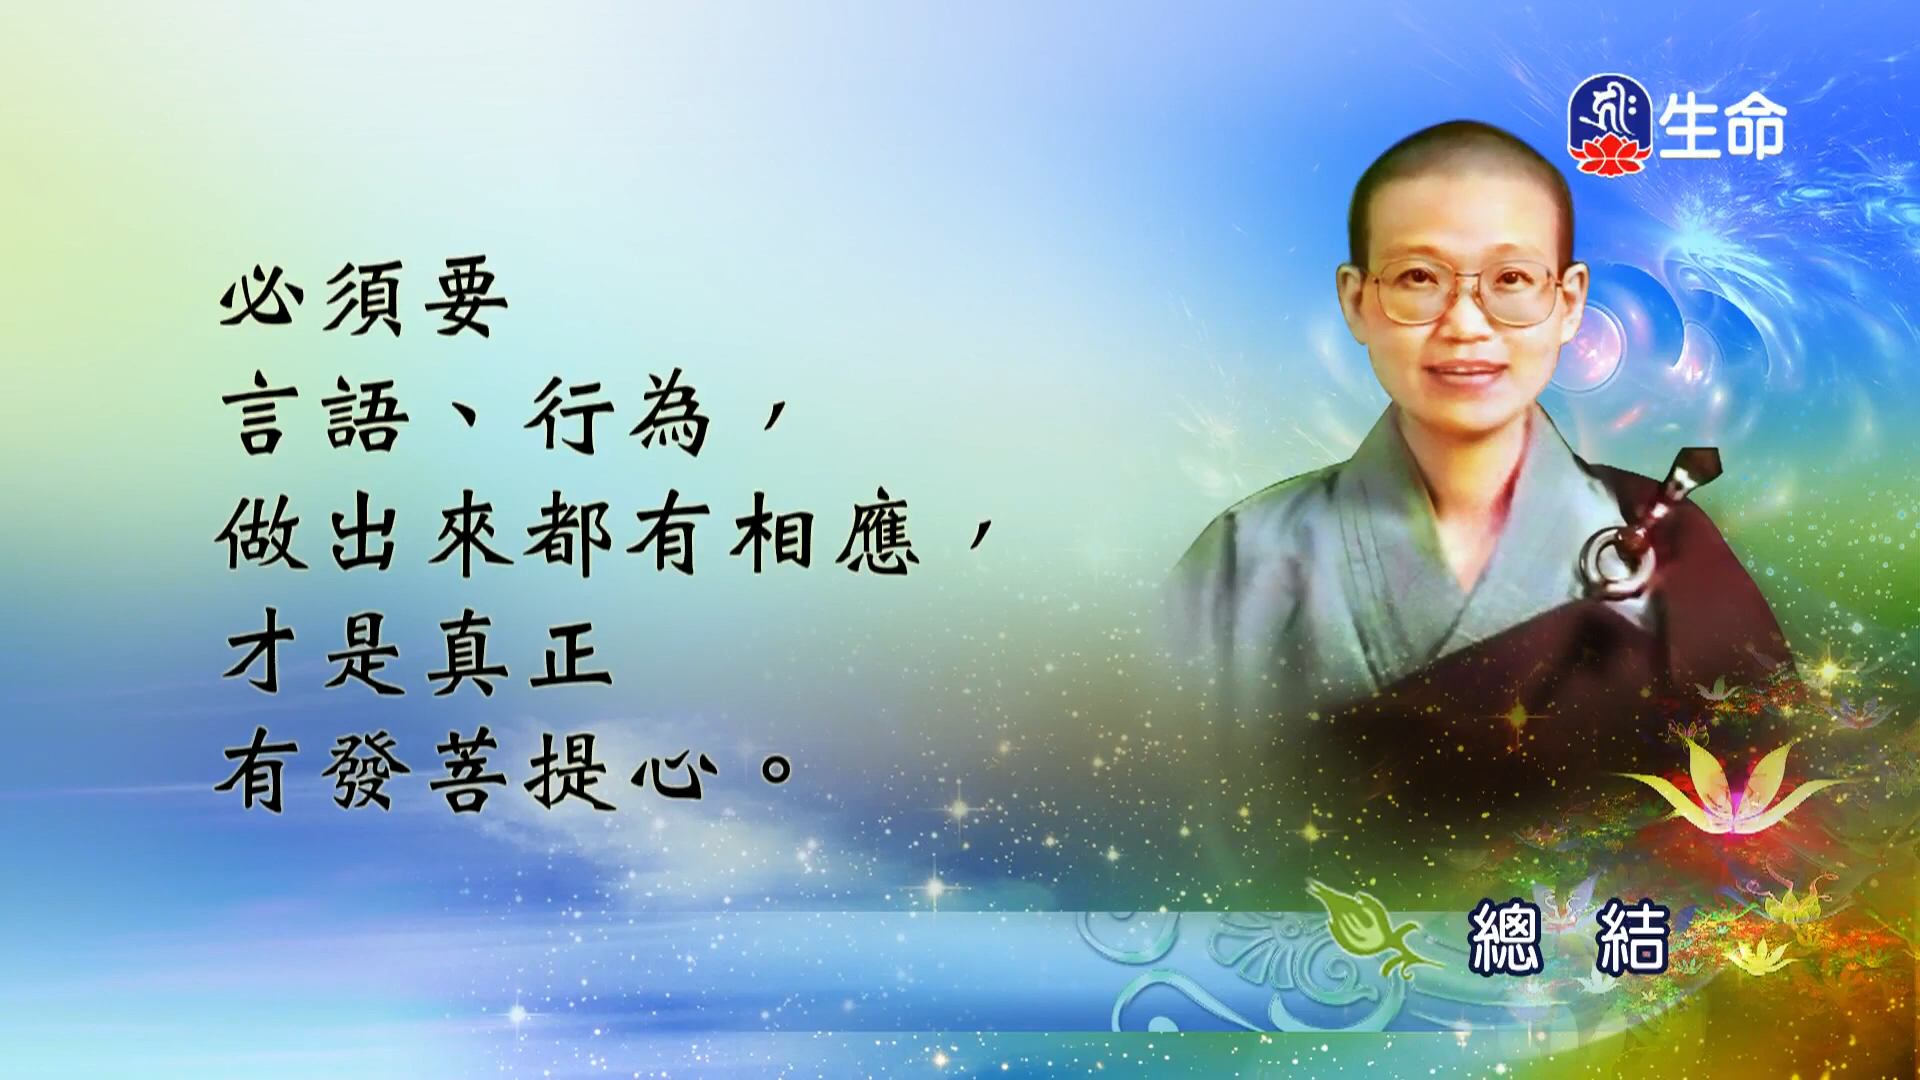 生命
必須要
言語、行為，
做出來都有相應，
才是真正
有發菩提心。
總結